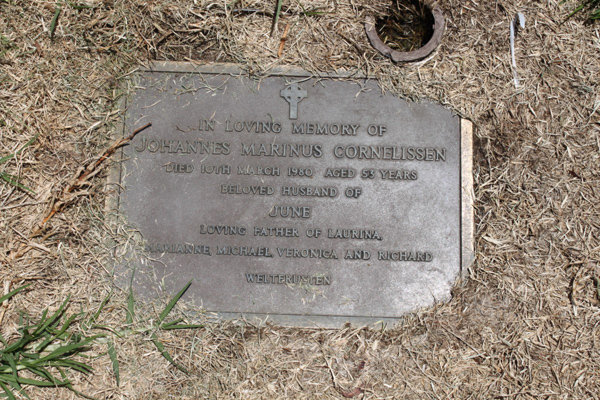 IN LOVING MEMORY OF
JOHANNES MARINUS CORNELISSEN
DIED 10TH MARCH 1980 AGED 53 YEARS
BELOVED HUSBAND OF
JUNE
LOVING FATHER OF LAURINA,
MARIANNE, MICHAEL, VERONICA AND RICHARD
WELTERUSTEN